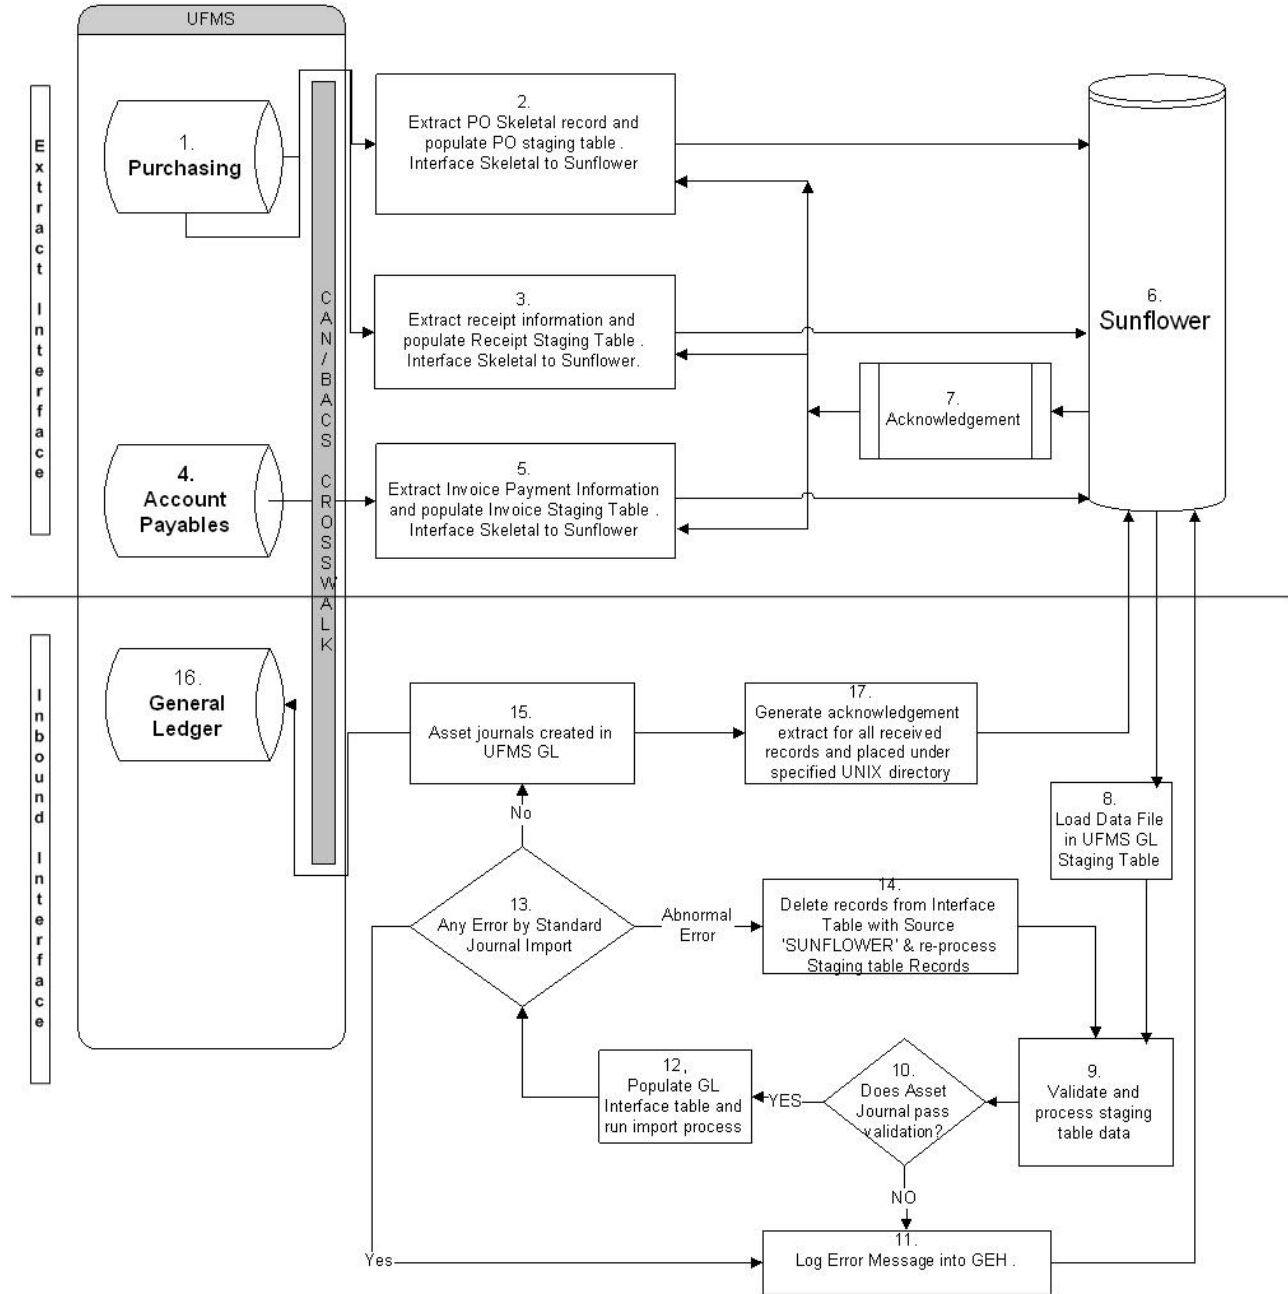 UFMS
Extract Interface
1.
Purchasing
2.
Extract PO Skeletal record and
populate PO staging table .
Interface Skeletal to Sunflower
CAN/BACS CROSSWALK
3.
Extract receipt information and
populate Receipt Staging Table .
Interface Skeletal to Sunflower.
6.
Sunflower
7.
Acknowledgement
4.
Account
Payables
5.
Extract Invoice Payment Information
and populate Invoice Staging Table .
Interface Skeletal to Sunflower
Inbound Interface
16.
General
Ledger
15.
Asset journals created in
UFMS GL
17.
Generate acknowledgement
extract for all received
records and placed under
specified UNIX directory
8.
Load Data File
in UFMS GL
Staging Table
No
13.
Any Error by Standard
Journal Import
Abnormal
Error
14.
Delete records from Interface
Table with Source
'SUNFLOWER' & re-process
Staging table Records
12,
Populate GL
Interface table and
run import process
YES
10.
Does Asset
Journal pass
validation?
9.
Validate and
process staging
table data
NO
Yes
11.
Log Error Message into GEH .